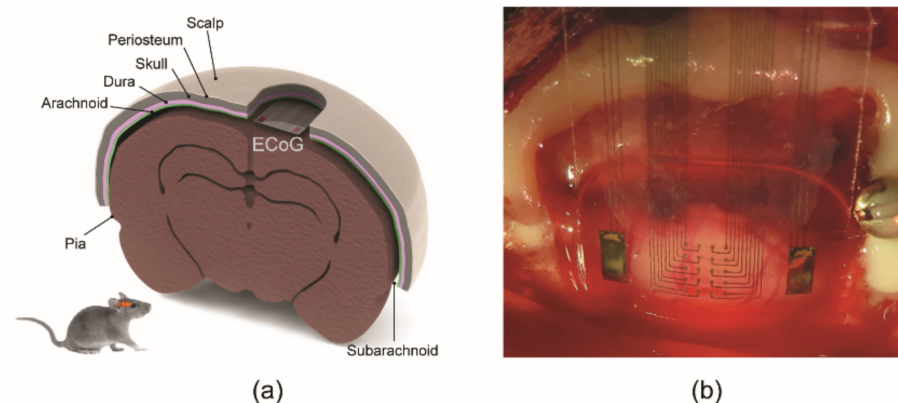 Scalp
Periosteum
Skull
Dura
Arachnoid
ECoG
Pia
Subarachnoid
(a)
(b)